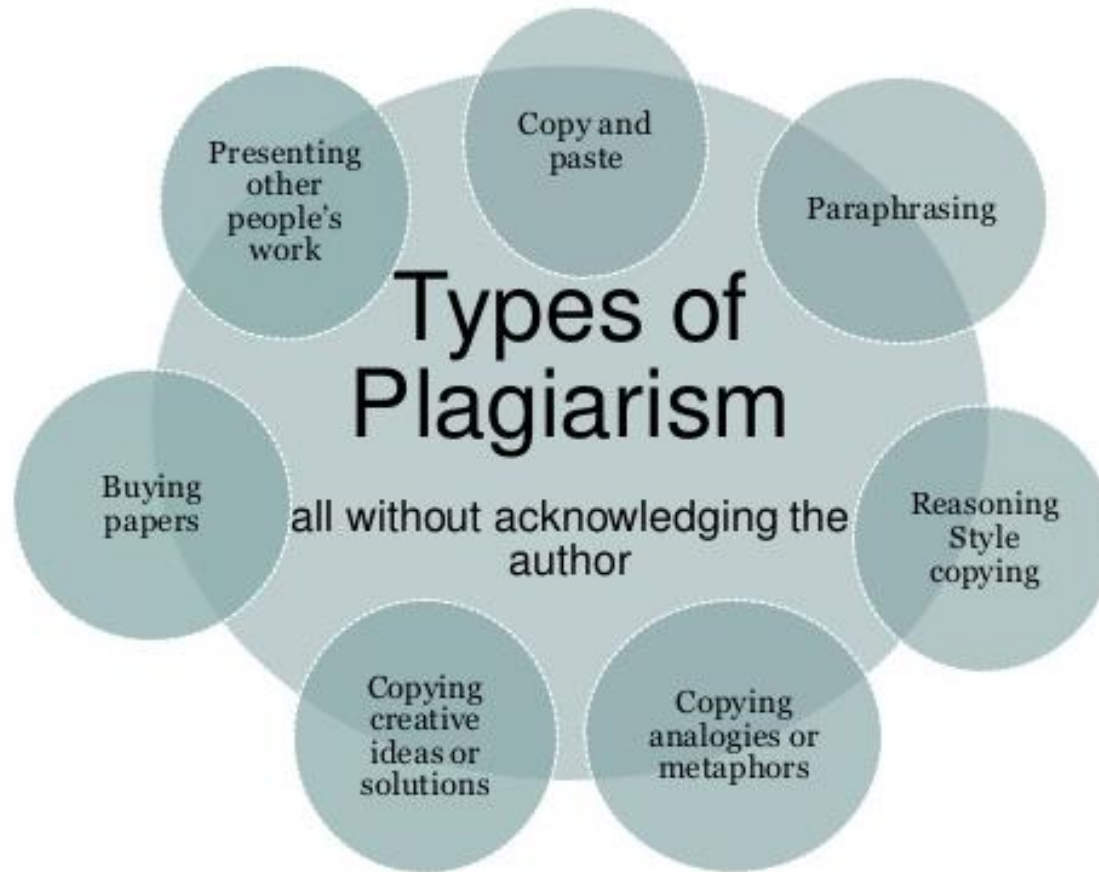 Copy and
paste
Presenting
other
people's
work
Paraphrasing
Types of
Plagiarism
all without acknowledging the
author
Buying
papers
Reasoning
Style
copying
Copying
creative
ideas or
solutions
Copying
analogies or
metaphors